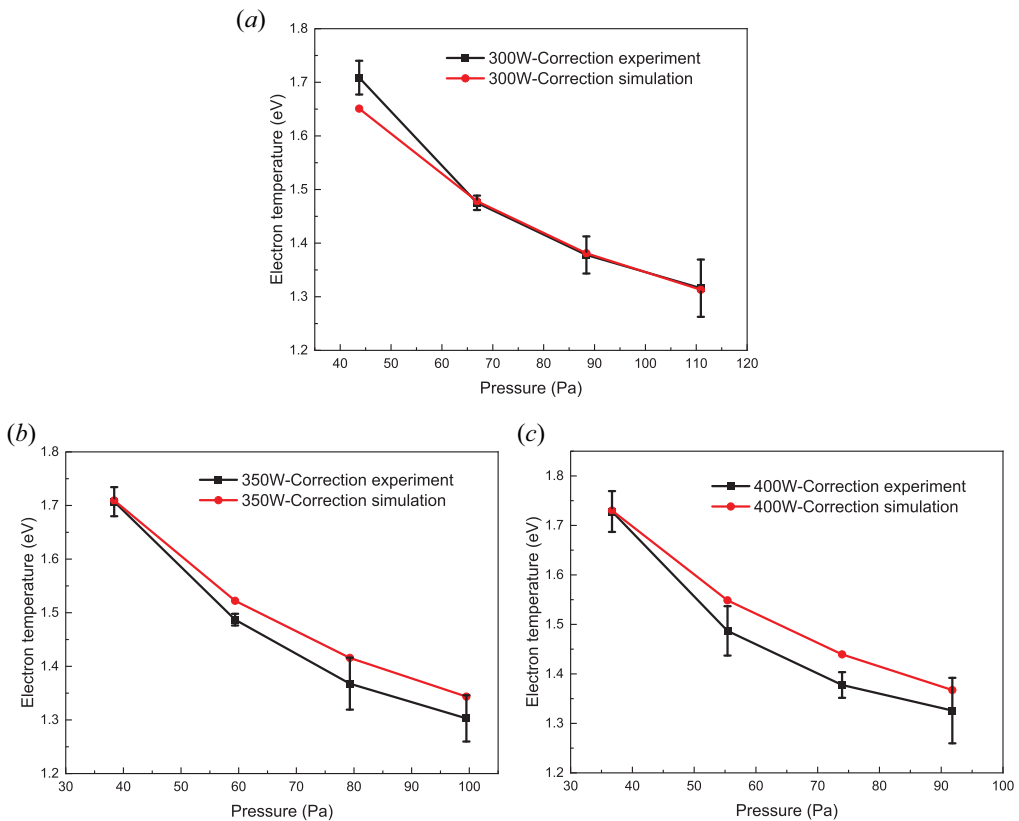 (a)
1.8
1.7
1.6
1.5
1.4
1.3
1.2
Electron temperature (eV)
300W-Correction experiment
300W-Correction simulation
40 50 60 70 80 90 100 110 120
Pressure (Pa)
(b)
1.8
1.7
1.6
1.5
1.4
1.3
1.2
Electron temperature (eV)
350W-Correction experiment
350W-Correction simulation
30 40 50 60 70 80 90 100
Pressure (Pa)
(c)
1.8
1.7
1.6
1.5
1.4
1.3
1.2
Electron temperature (eV)
400W-Correction experiment
400W-Correction simulation
30 40 50 60 70 80 90 100
Pressure (Pa)